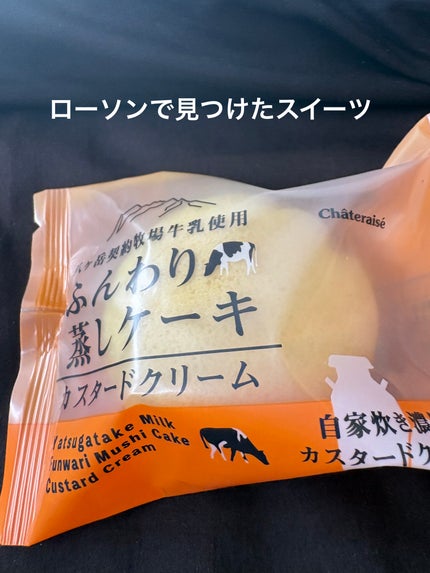 ローソンで見つけたスイーツ
Châteraisé
八ヶ岳契約牧場牛乳使用
ふんわり
蒸しケーキ
カスタードクリーム
Yatsugatake Milk
Funwari Mushi Cake
Custard Cream
自家炊き濃
カスタードク